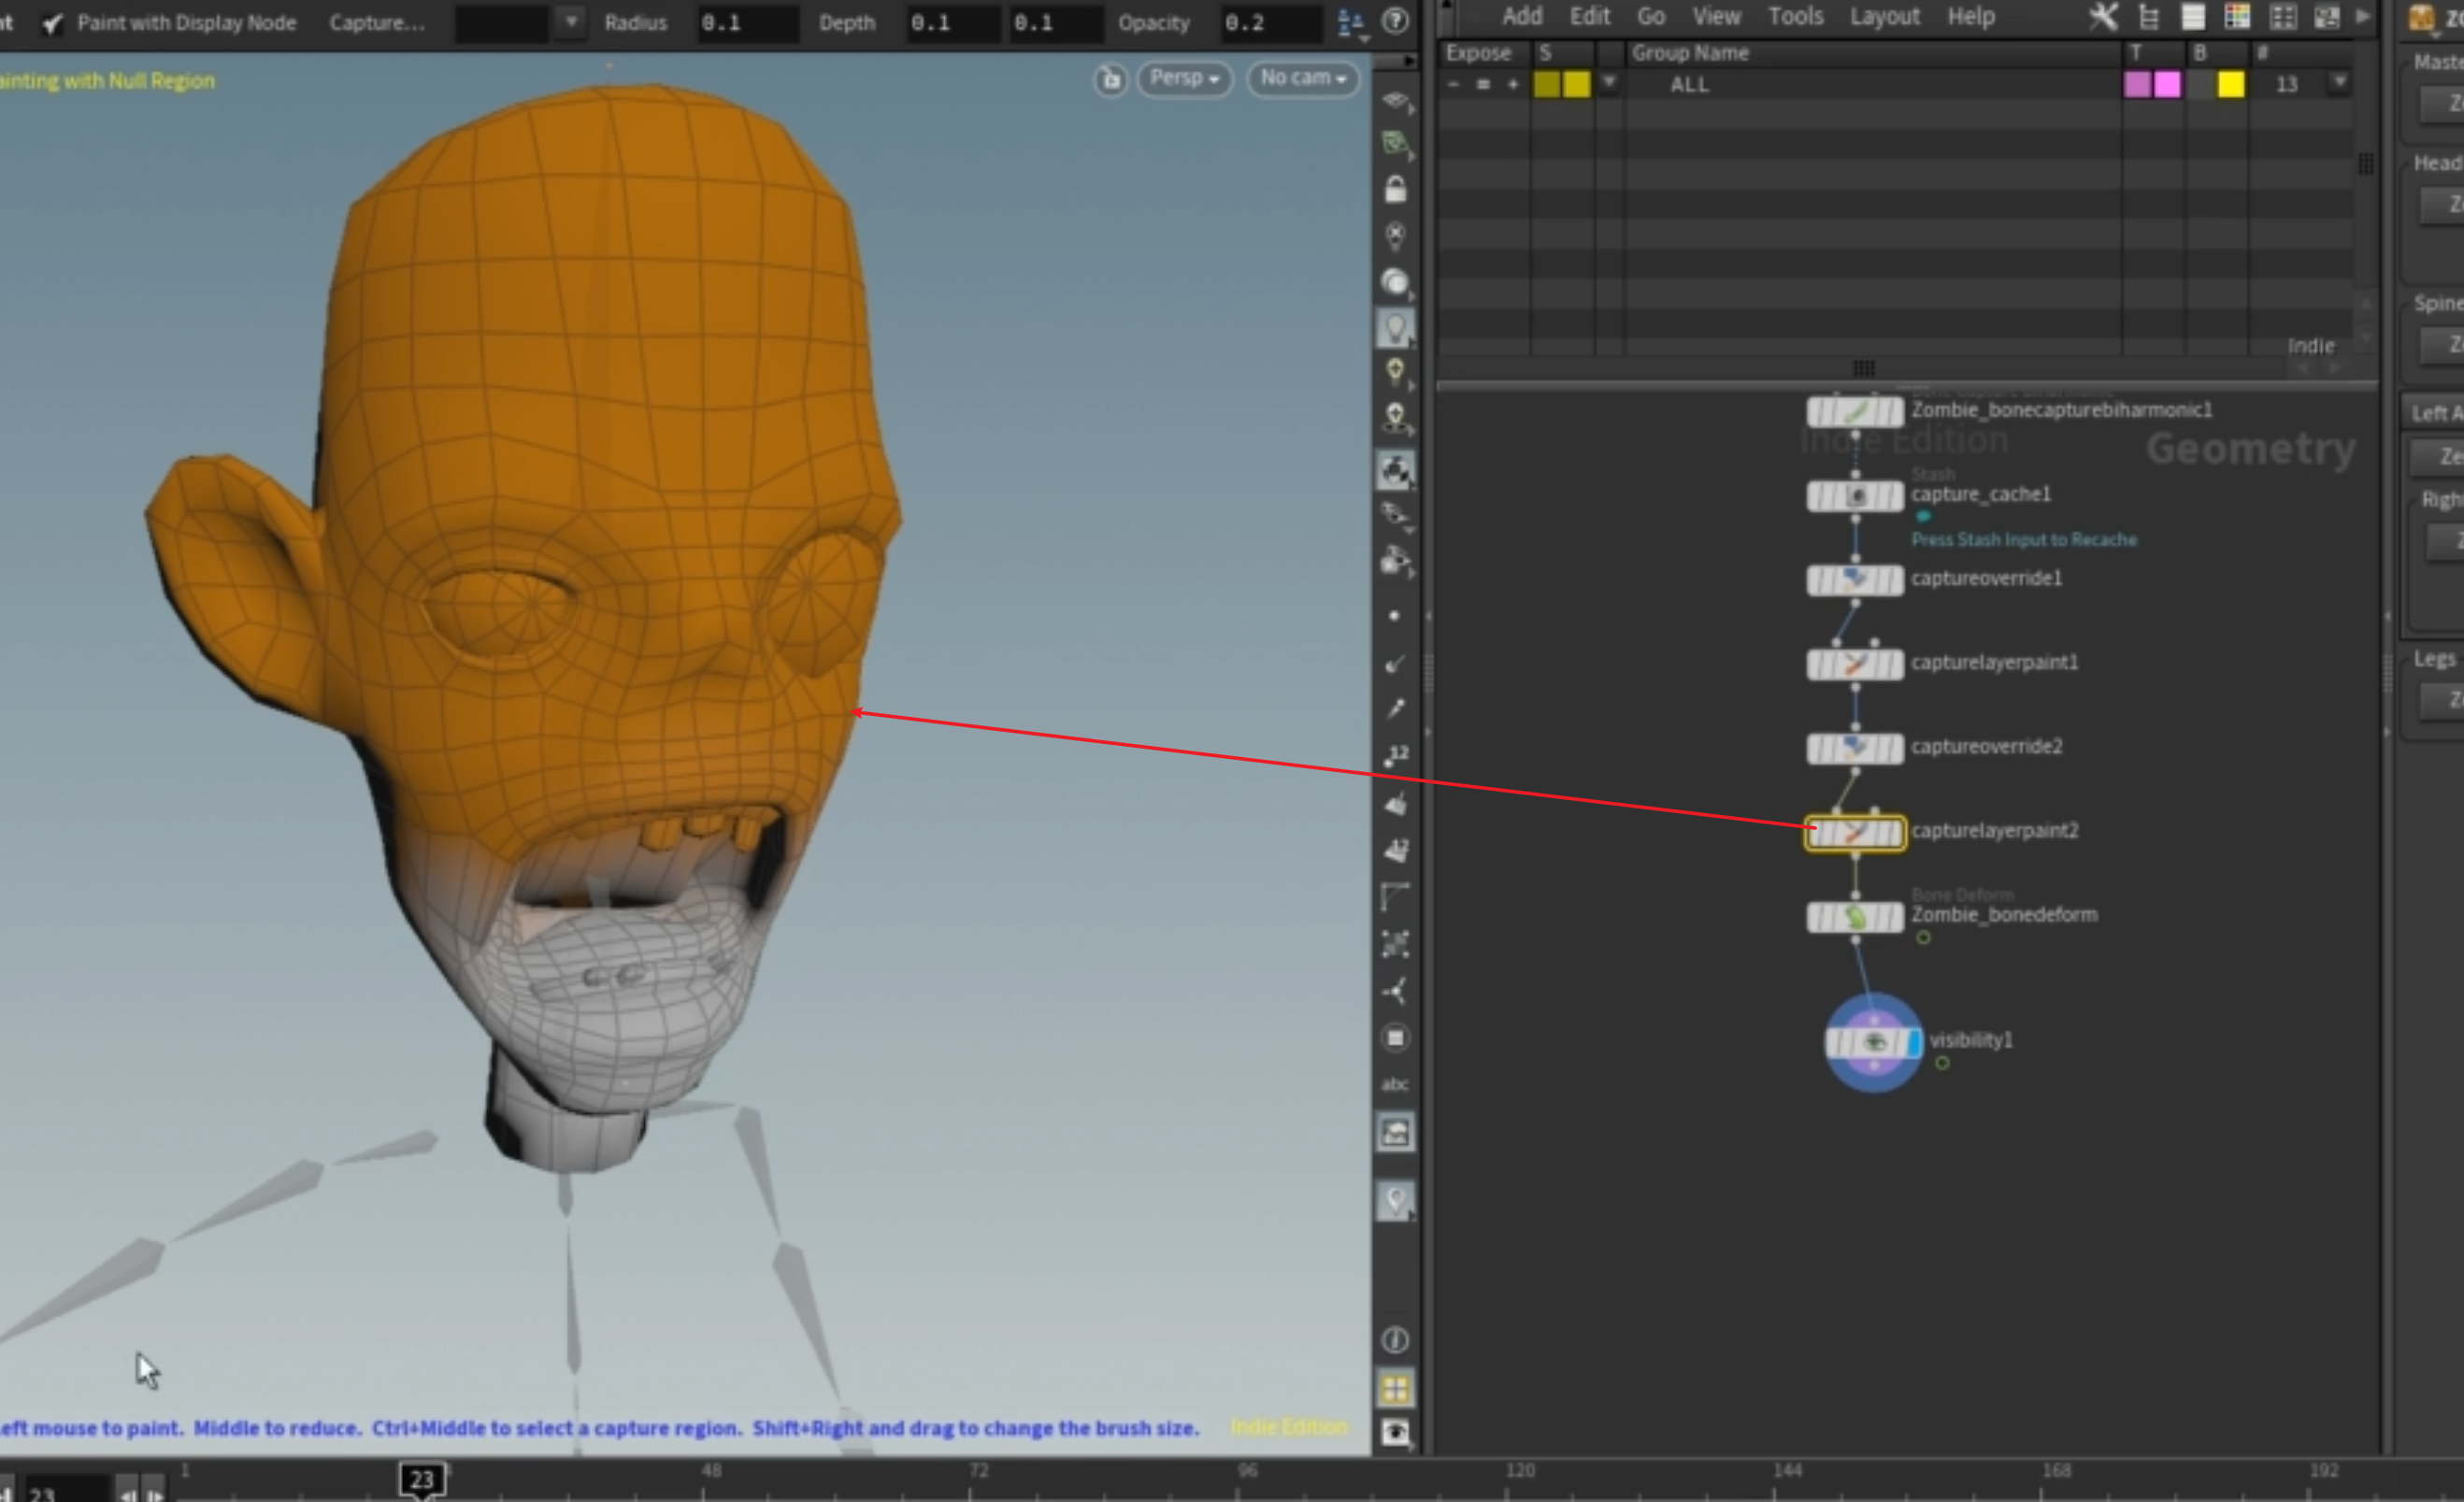 nt Paint with Display Node Capture... Radius 0.1 Depth 0.1 0.1 Opacity 0.2
ainting with Null Region
Persp
No cam
Add Edit Go View Tools Layout Help
Expose S Group Name T B #
- = + ALL 13
Indie
Zombie_bonecapturebiharmonic1
Indie Edition
Geometry
Stash
capture_cache1
Press Stash Input to Recache
captureoverride1
capturelayerpaint1
captureoverride2
capturelayerpaint2
Bone Deform
Zombie_bonedeform
visibility1
12
12
abc
Maste
Head
Spine
Left A
Ze
Right
Legs
eft mouse to paint. Middle to reduce. Ctrl+Middle to select a capture region. Shift+Right and drag to change the brush size.
Indie Edition
1 23 48 72 96 120 144 168 192
23